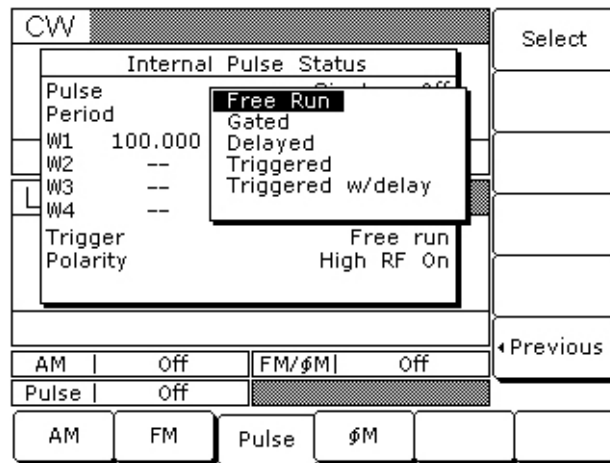 CW
Select
Internal Pulse Status
Pulse
Period
Free Run
Gated
W1 100.000 Delayed
W2 -- Triggered
W3 -- Triggered w/delay
L
W4 --
Trigger Free run
Polarity High RF On
Previous
AM Off FM/ϕM Off
Pulse Off
AM FM Pulse ϕM